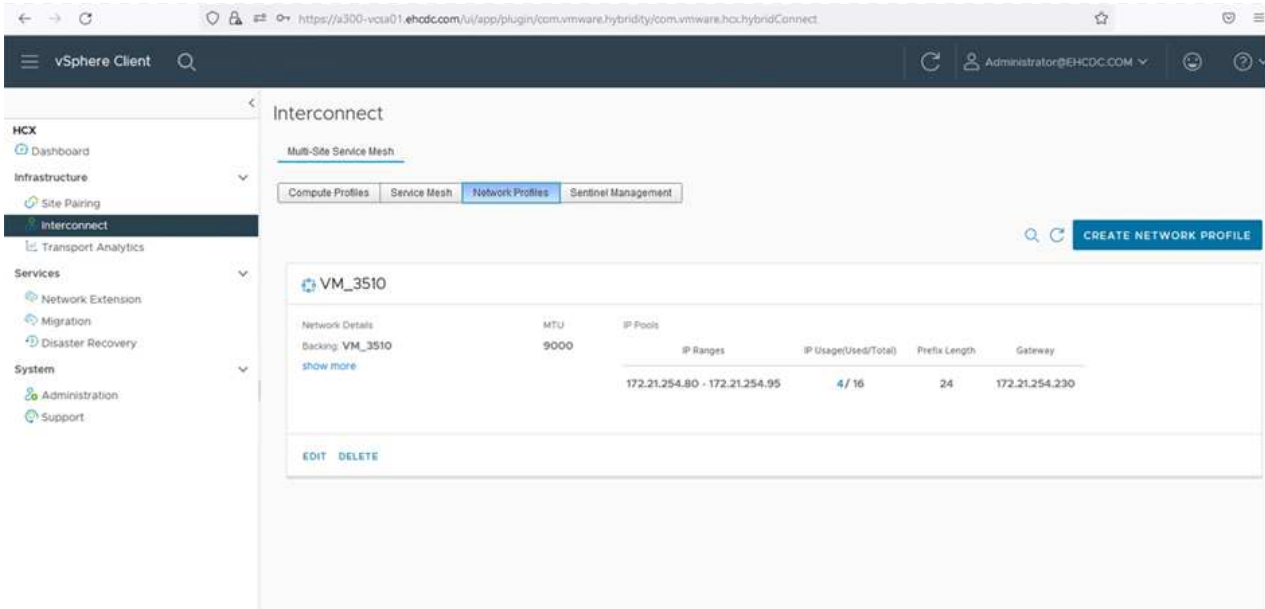 https://a300-vcsa01.ehcdc.com/ui/app/plugin/com.vmware.hybridity/com.vmware.hcx.hybridConnect
vSphere Client
Administrator@EHCDC.COM
Interconnect
HCX
Dashboard
Infrastructure
Site Pairing
Interconnect
Transport Analytics
Services
Network Extension
Migration
Disaster Recovery
System
Administration
Support
Multi-Site Service Mesh
Compute Profiles Service Mesh Network Profiles Sentinel Management
CREATE NETWORK PROFILE
VM_3510
Network Details MTU IP Pools
Backing: VM_3510 9000 IP Ranges IP Usage(Used/Total) Prefix Length Gateway
show more
172.21.254.80 - 172.21.254.95 4/ 16 24 172.21.254.230
EDIT DELETE